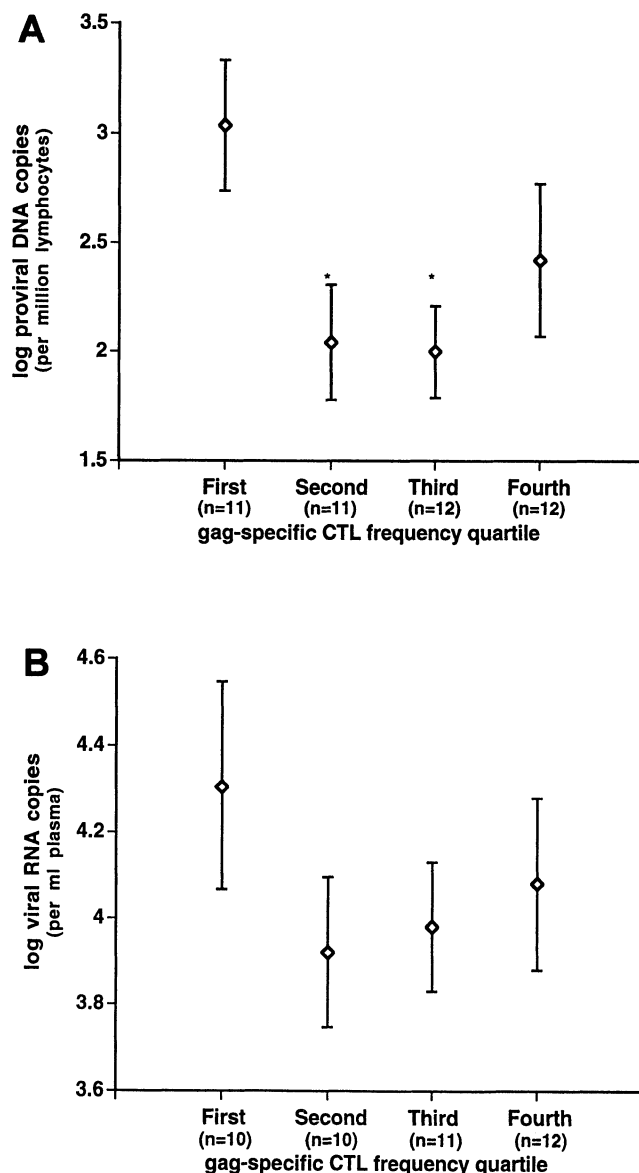 A
3.5
3
2.5
2
1.5
log proviral DNA copies
(per million lymphocytes)
* *
First Second Third Fourth
(n=11) (n=11) (n=12) (n=12)
gag-specific CTL frequency quartile
B
4.6
4.4
4.2
4
3.8
3.6
log viral RNA copies
(per ml plasma)
First Second Third Fourth
(n=10) (n=10) (n=11) (n=12)
gag-specific CTL frequency quartile